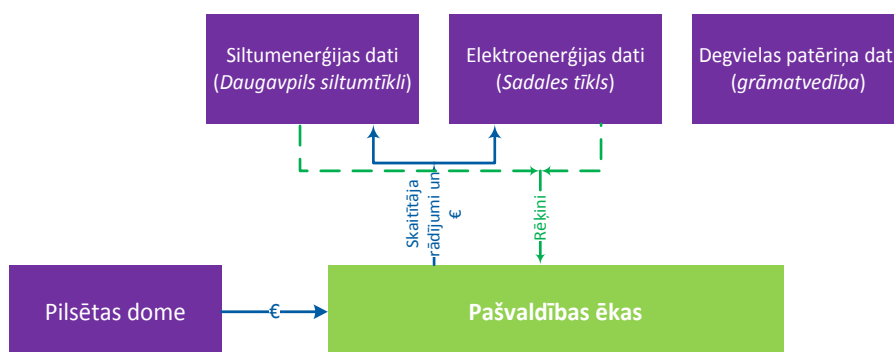 Siltumenerģijas dati
(Daugavpils siltumtīkli)
Elektroenerģijas dati
(Sadales tīkls)
Degvielas patēriņa dat
(grāmatvedība)
Skaitītāja
rādījumi un
€
Rēķini
Pilsētas dome
€
Pašvaldības ēkas